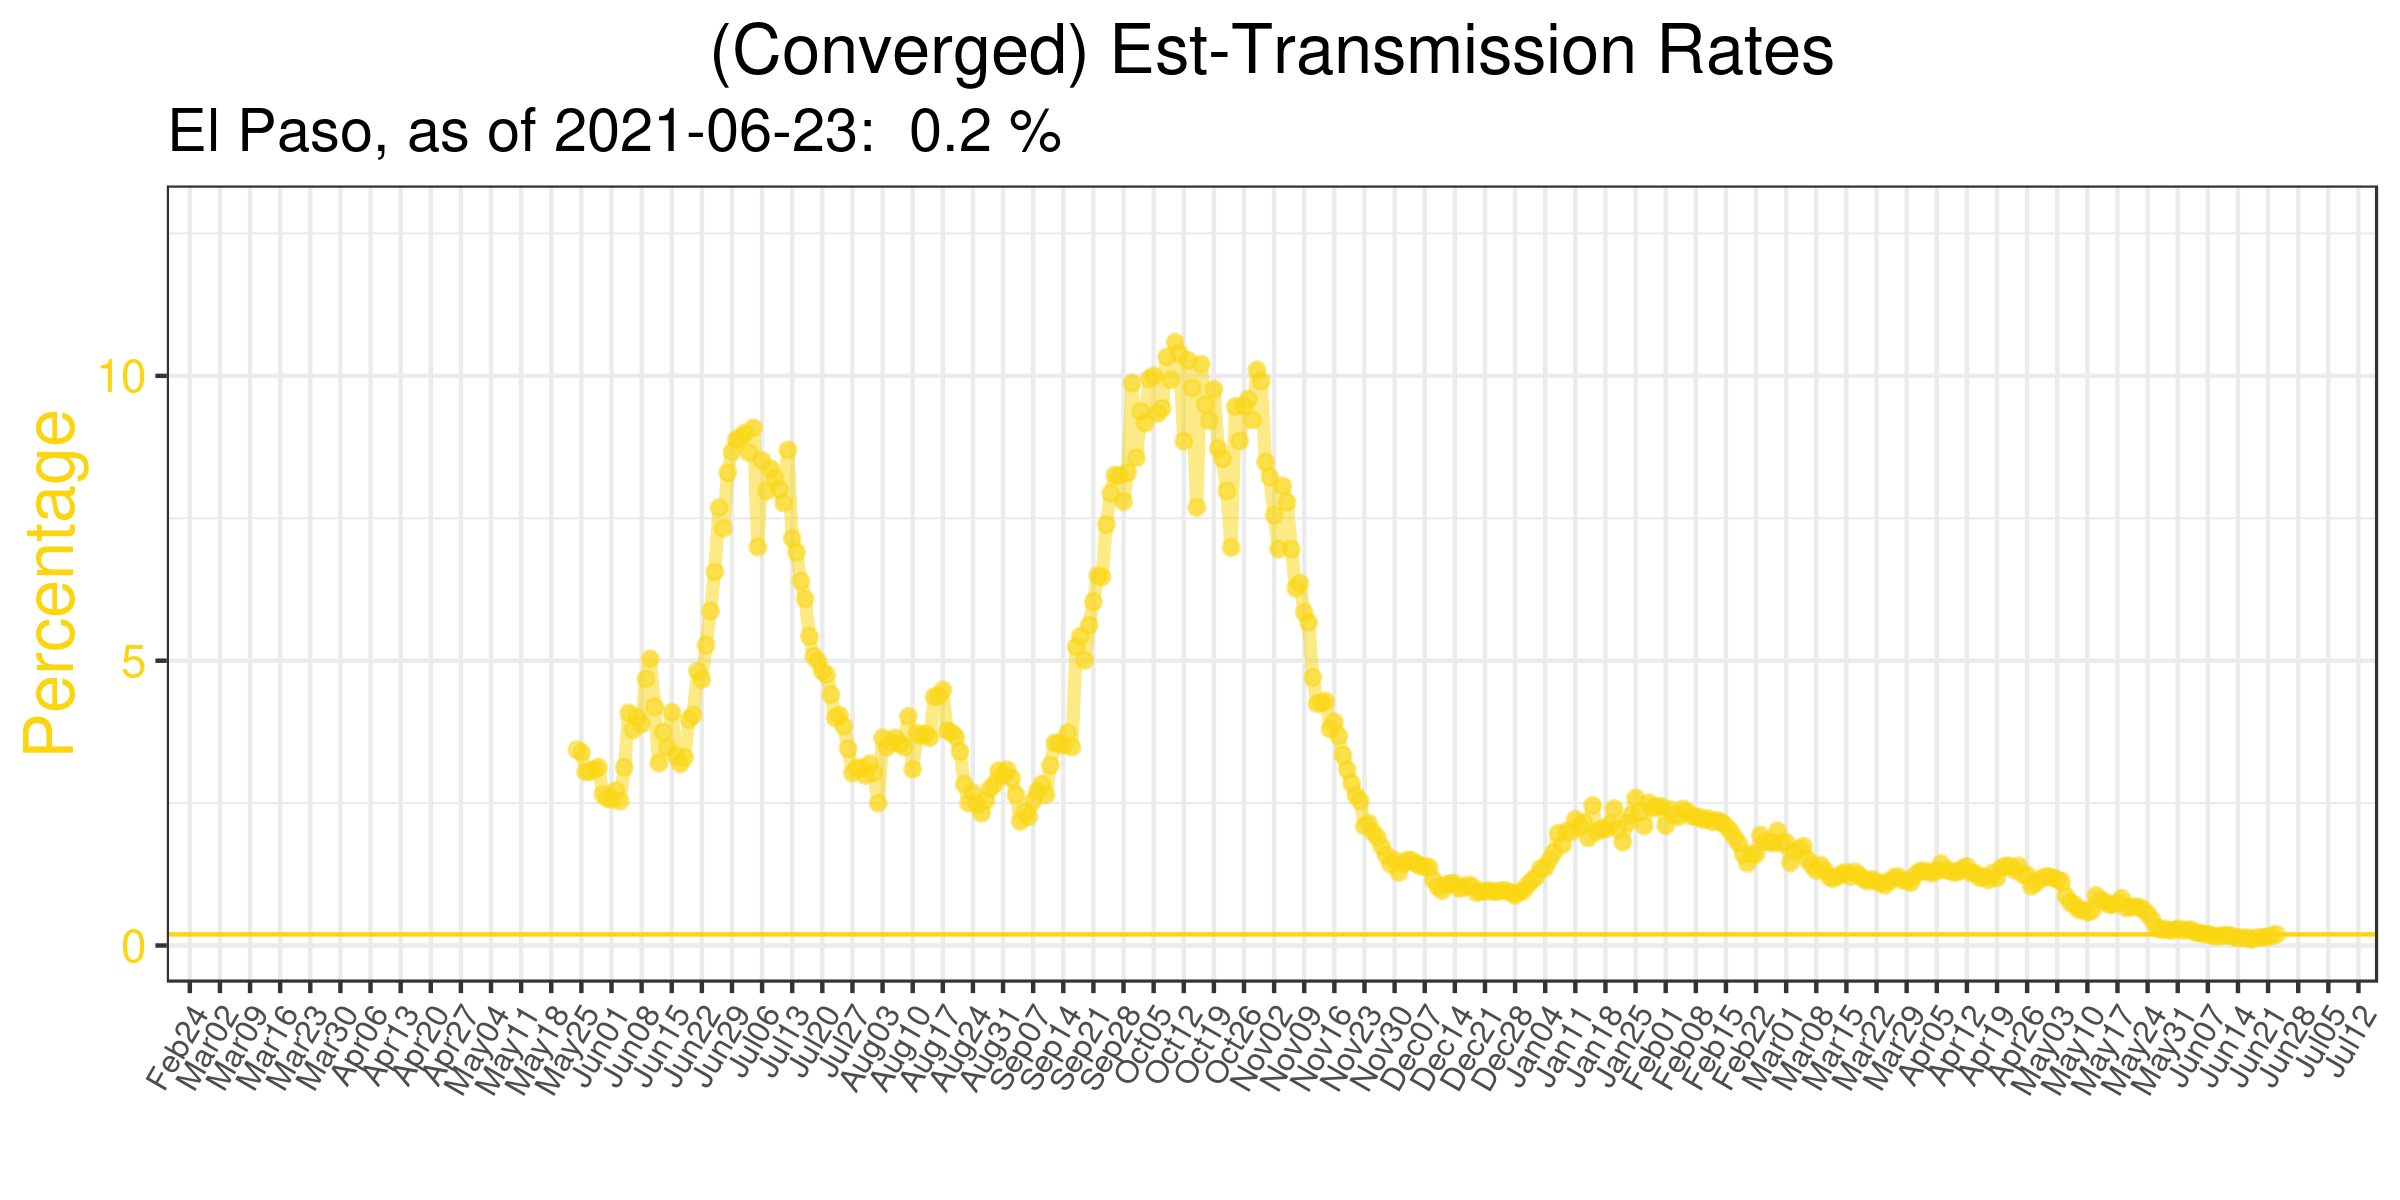 (Converged) Est-Transmission Rates
El Paso, as of 2021-06-23:  0.2 %
Percentage
10
5
0
Feb24
Mar02
Mar09
Mar16
Mar23
Mar30
Apr06
Apr13
Apr20
Apr27
May04
May11
May18
May25
Jun01
Jun08
Jun15
Jun22
Jun29
Jul06
Jul13
Jul20
Jul27
Aug03
Aug10
Aug17
Aug24
Aug31
Sep07
Sep14
Sep21
Sep28
Oct05
Oct12
Oct19
Oct26
Nov02
Nov09
Nov16
Nov23
Nov30
Dec07
Dec14
Dec21
Dec28
Jan04
Jan11
Jan18
Jan25
Feb01
Feb08
Feb15
Feb22
Mar01
Mar08
Mar15
Mar22
Mar29
Apr05
Apr12
Apr19
Apr26
May03
May10
May17
May24
May31
Jun07
Jun14
Jun21
Jun28
Jul05
Jul12